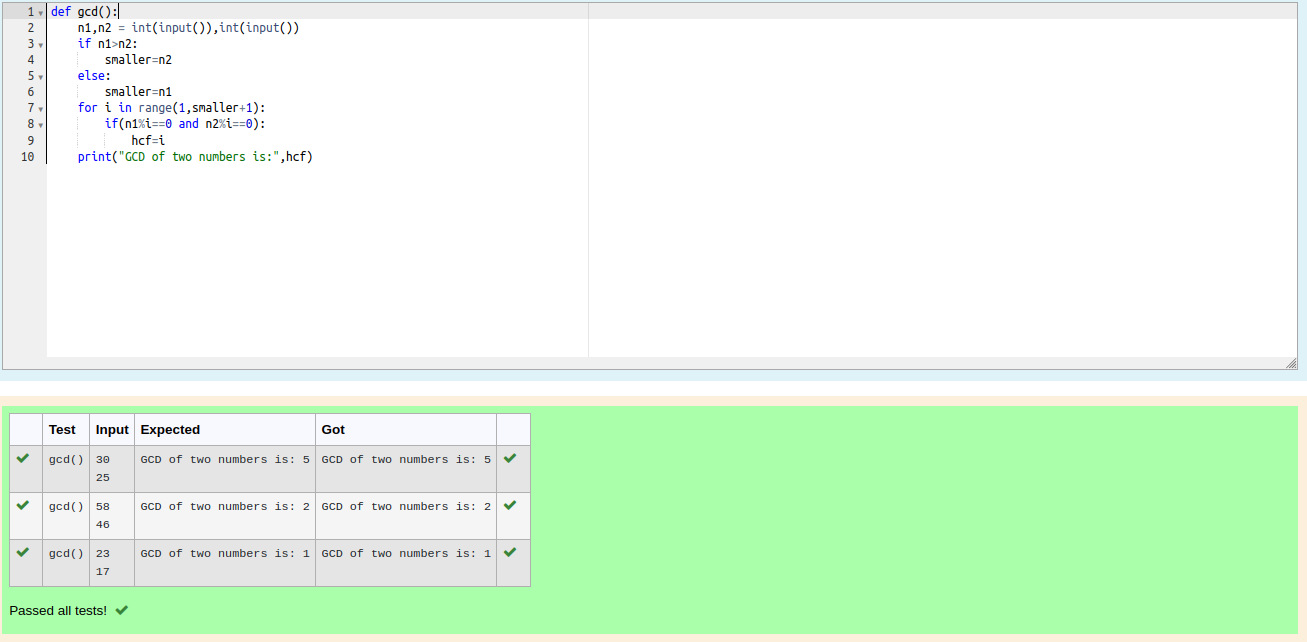 1 def gcd():
2     n1,n2 = int(input()),int(input())
3     if n1>n2:
4         smaller=n2
5     else:
6         smaller=n1
7     for i in range(1,smaller+1):
8         if(n1%i==0 and n2%i==0):
9             hcf=i
10     print("GCD of two numbers is:",hcf)
Test Input Expected Got
gcd() 30 GCD of two numbers is: 5 GCD of two numbers is: 5
25
gcd() 58 GCD of two numbers is: 2 GCD of two numbers is: 2
46
gcd() 23 GCD of two numbers is: 1 GCD of two numbers is: 1
17
Passed all tests!